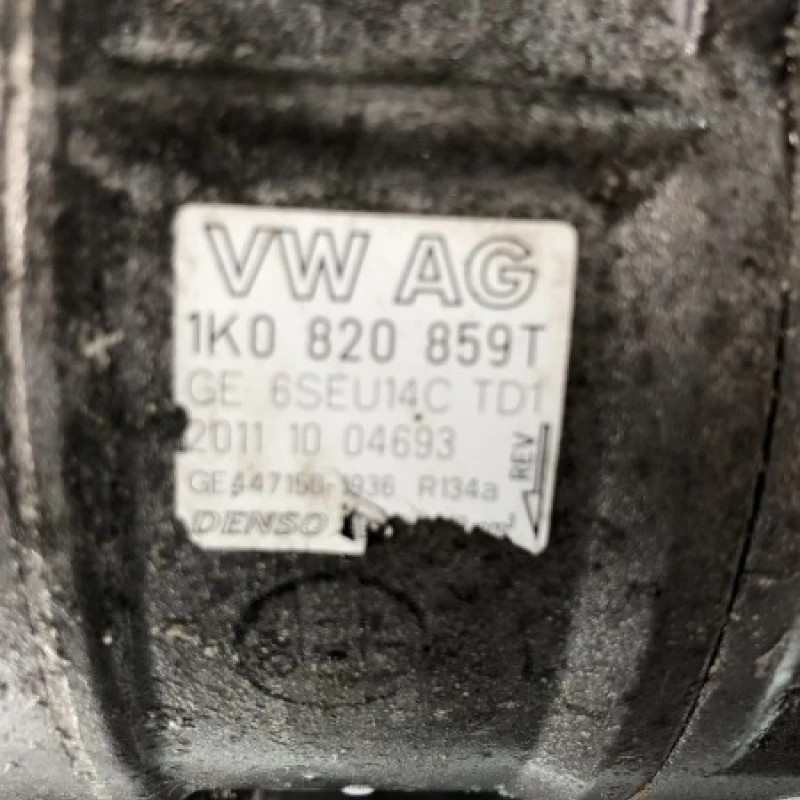 VW AG
1K0 820 859T
GE 6SEU14C TD1
2011 10 04693
REV
R134a
DENSO